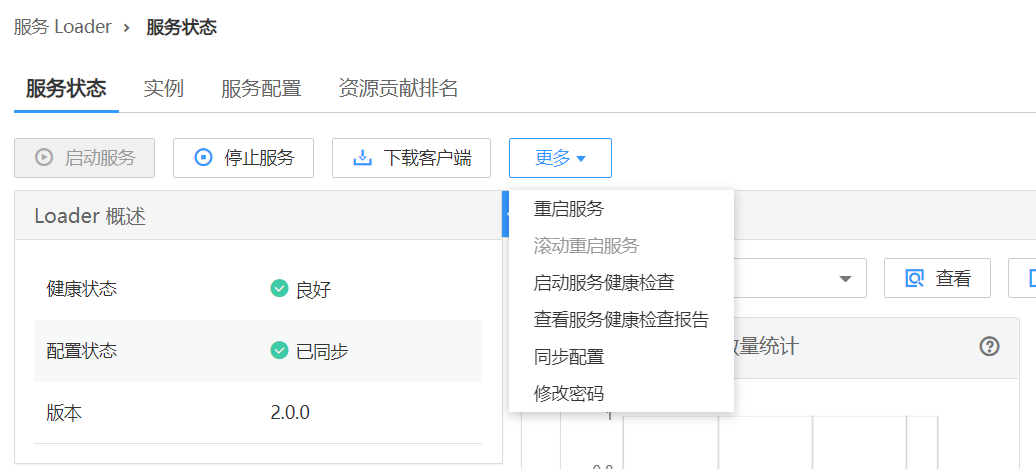 服务 Loader › 服务状态
服务状态 实例 服务配置 资源贡献排名
启动服务 停止服务 下载客户端 更多
Loader 概述
重启服务
滚动重启服务
启动服务健康检查
查看服务健康检查报告
同步配置
修改密码
查看
健康状态 良好
配置状态 已同步
版本 2.0.0
量统计
1